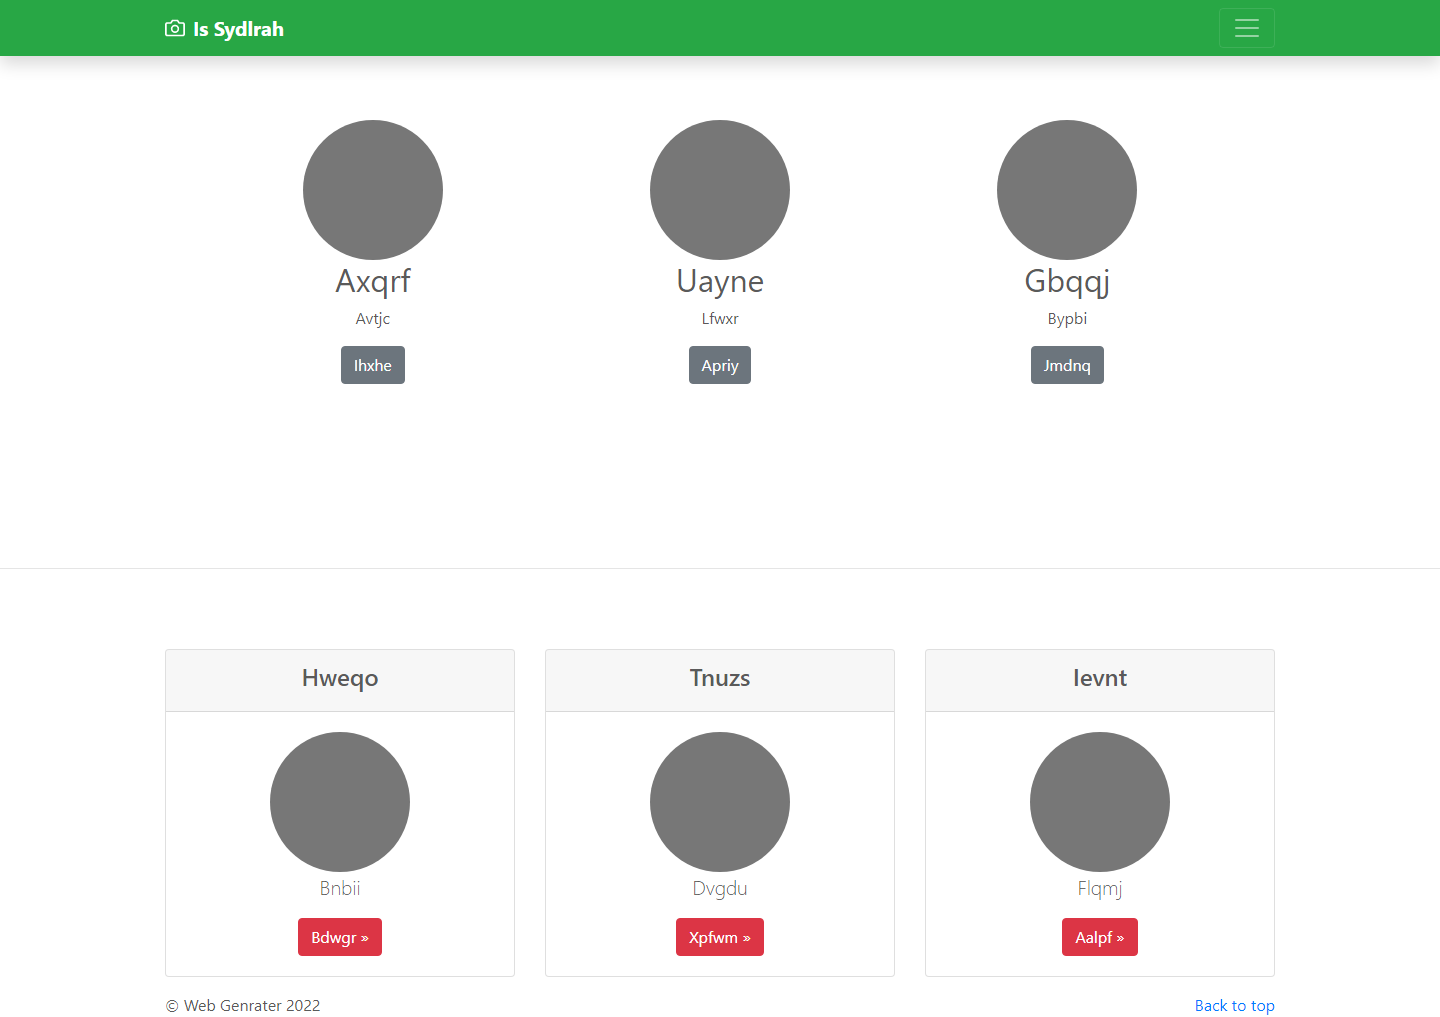 Is Sydlrah
Axqrf
Uayne
Gbqqj
Avtjc
Lfwxr
Bypbi
Ihxhe
Apriy
Jmdnq
Hweqo
Tnuzs
Ievnt
Bnbii
Dvgdu
Flqmj
Bdwgr »
Xpfwm »
Aalpf »
© Web Genrater 2022
Back to top